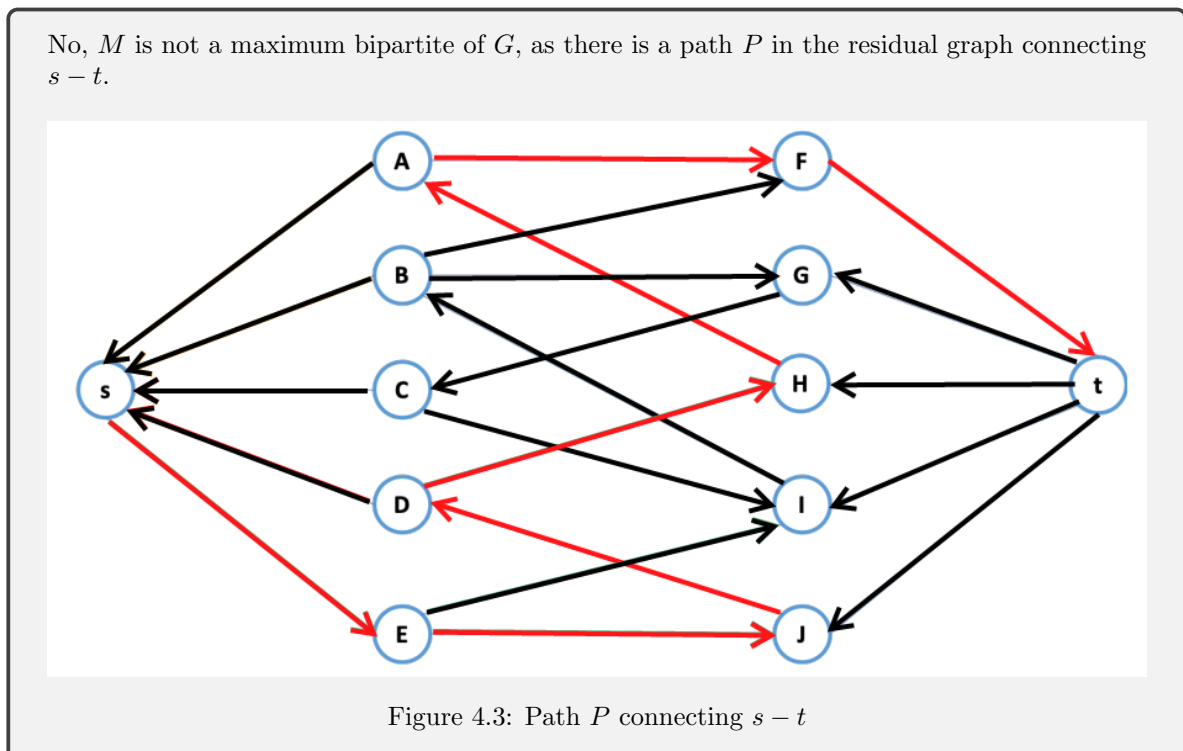 No, M is not a maximum bipartite of G, as there is a path P in the residual graph connecting
s − t.
A
F
B
G
s
C
H
t
D
I
E
J
Figure 4.3: Path P connecting s − t